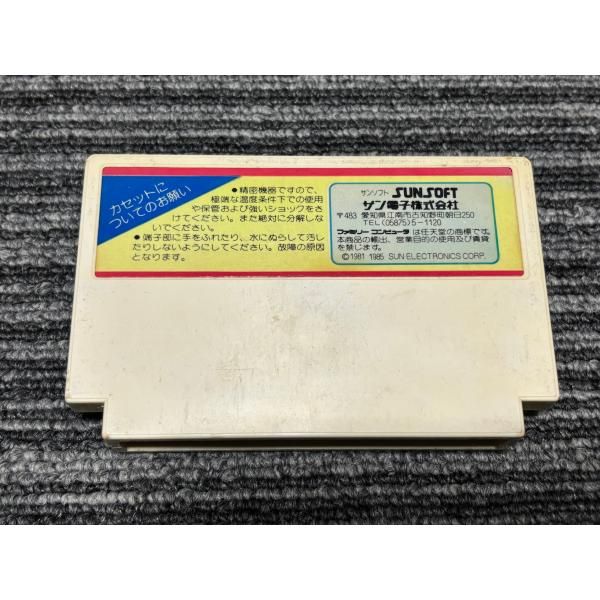 カセットに
ついてのお願い
●精密機器ですので、
極端な温度条件下での使用
や保管および強いショックをさ
けてください。また絶対に分解しな
いでください。
●端子部に手をふれたり、水にぬらして汚し
たりしないようにしてください。故障の原因
となります。
サンソフト SUNSOFT
サン電子株式会社
〒483 愛知県江南市古知野町朝日250
TEL(05875)5-1120
ファミリーコンピュータは任天堂の商標です。
本商品の輸出、営業目的の使用及び賃貸
を禁じます。
©1981 1985 SUN ELECTRONICS CORP.